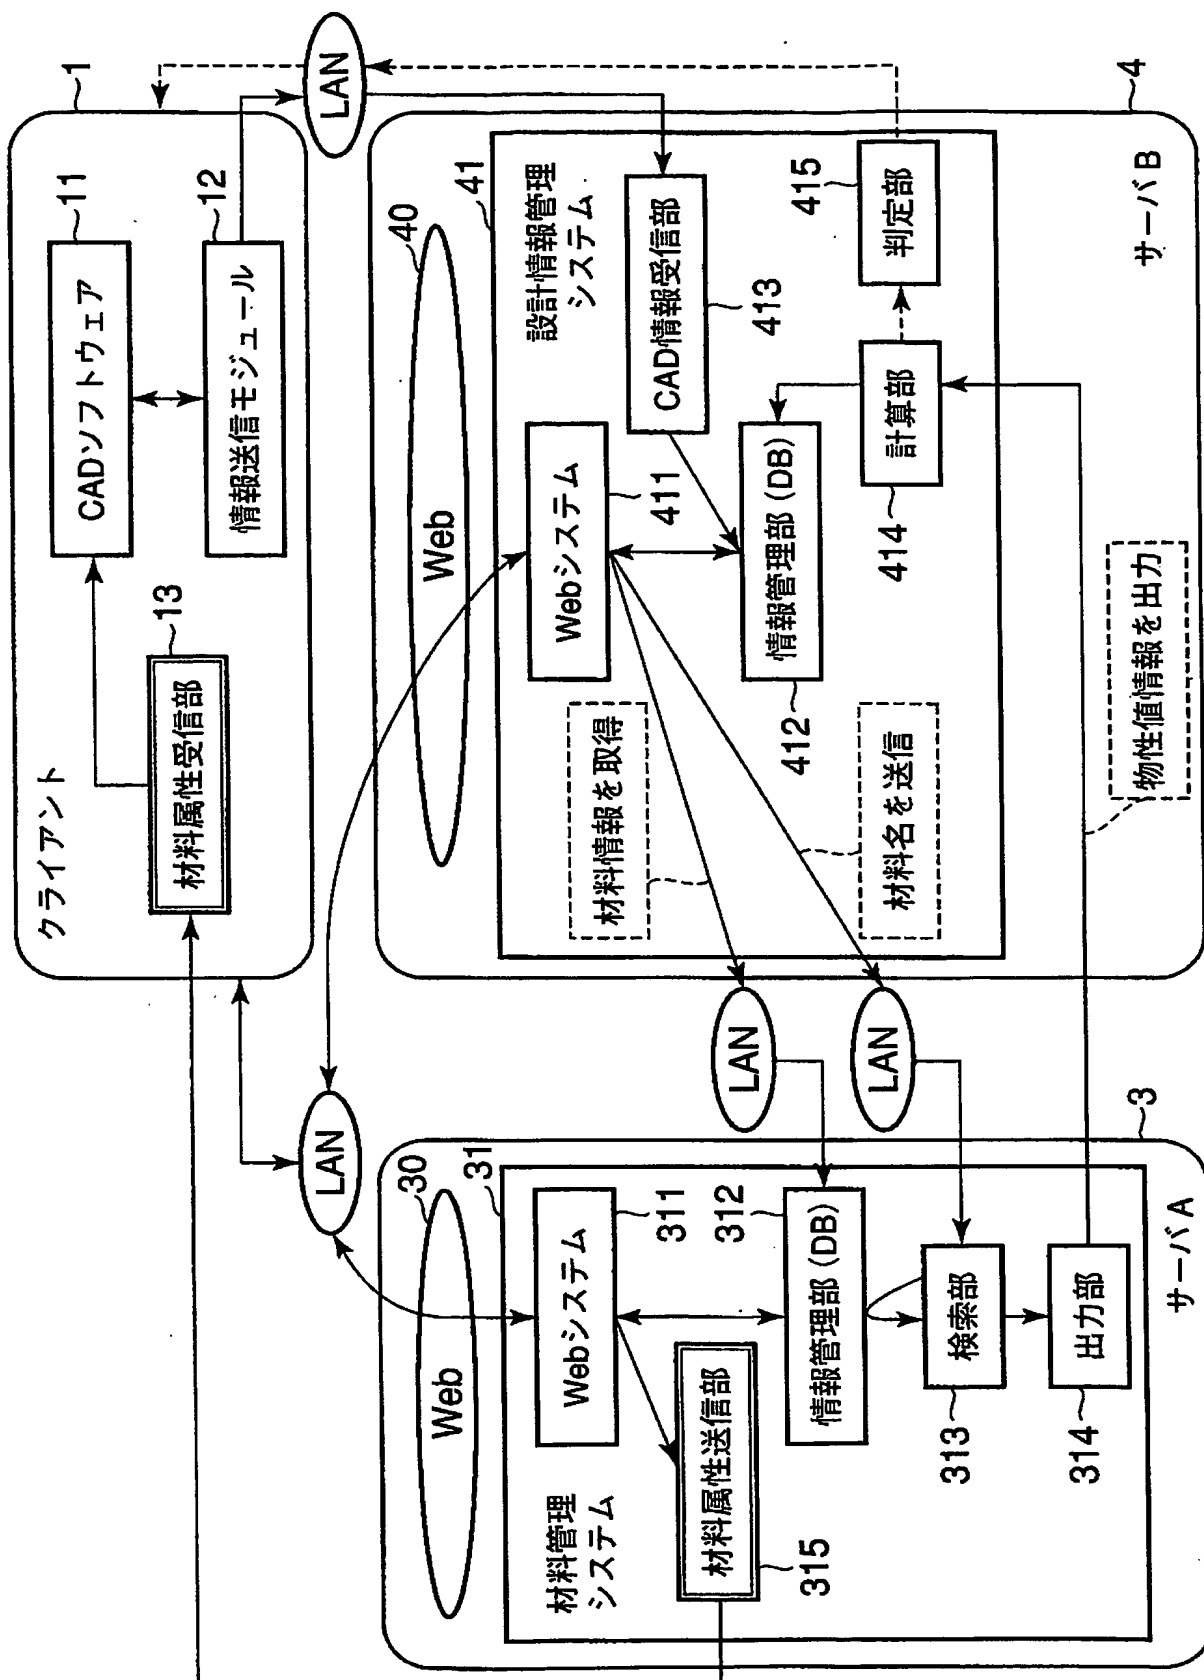 クライアント
1
CADソフトウェア
11
情報送信モジュール
12
材料属性受信部
13
LAN
LAN
LAN
LAN
Web
30
材料管理
システム
31
Webシステム
311
情報管理部(DB)
312
検索部
313
出力部
314
材料属性送信部
315
サーバA
3
Web
40
設計情報管理
システム
41
Webシステム
411
情報管理部(DB)
412
CAD情報受信部
413
計算部
414
判定部
415
材料情報を取得
材料名を送信
物性値情報を出力
サーバB
4